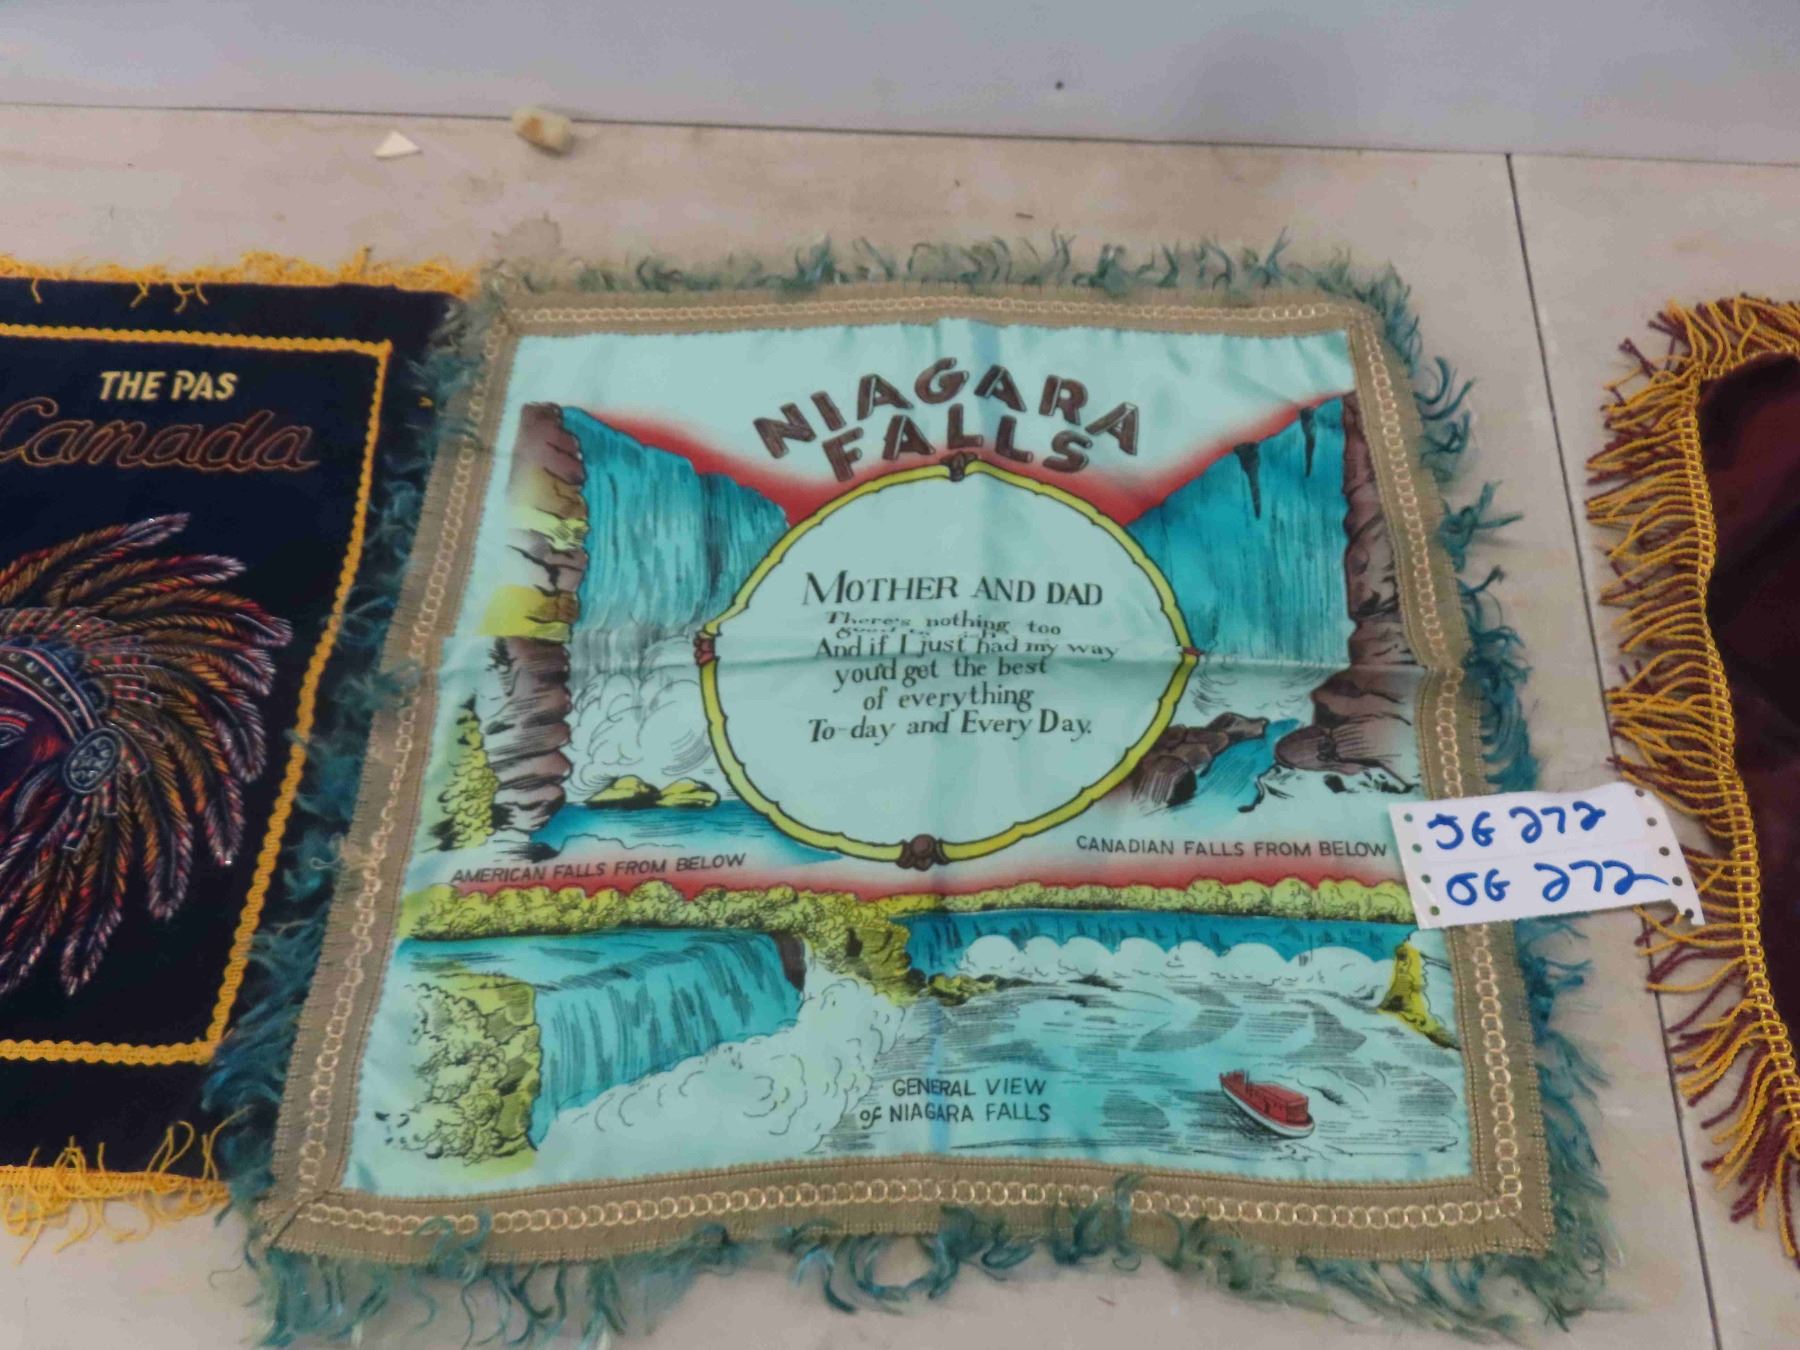 THE PAS
Canada
NIAGARA
FALLS
MOTHER AND DAD
There's nothing too
And if I just had my way
you'd get the best
of everything
To-day and Every Day.
AMERICAN FALLS FROM BELOW
CANADIAN FALLS FROM BELOW
JG 272
GENERAL VIEW
of NIAGARA FALLS